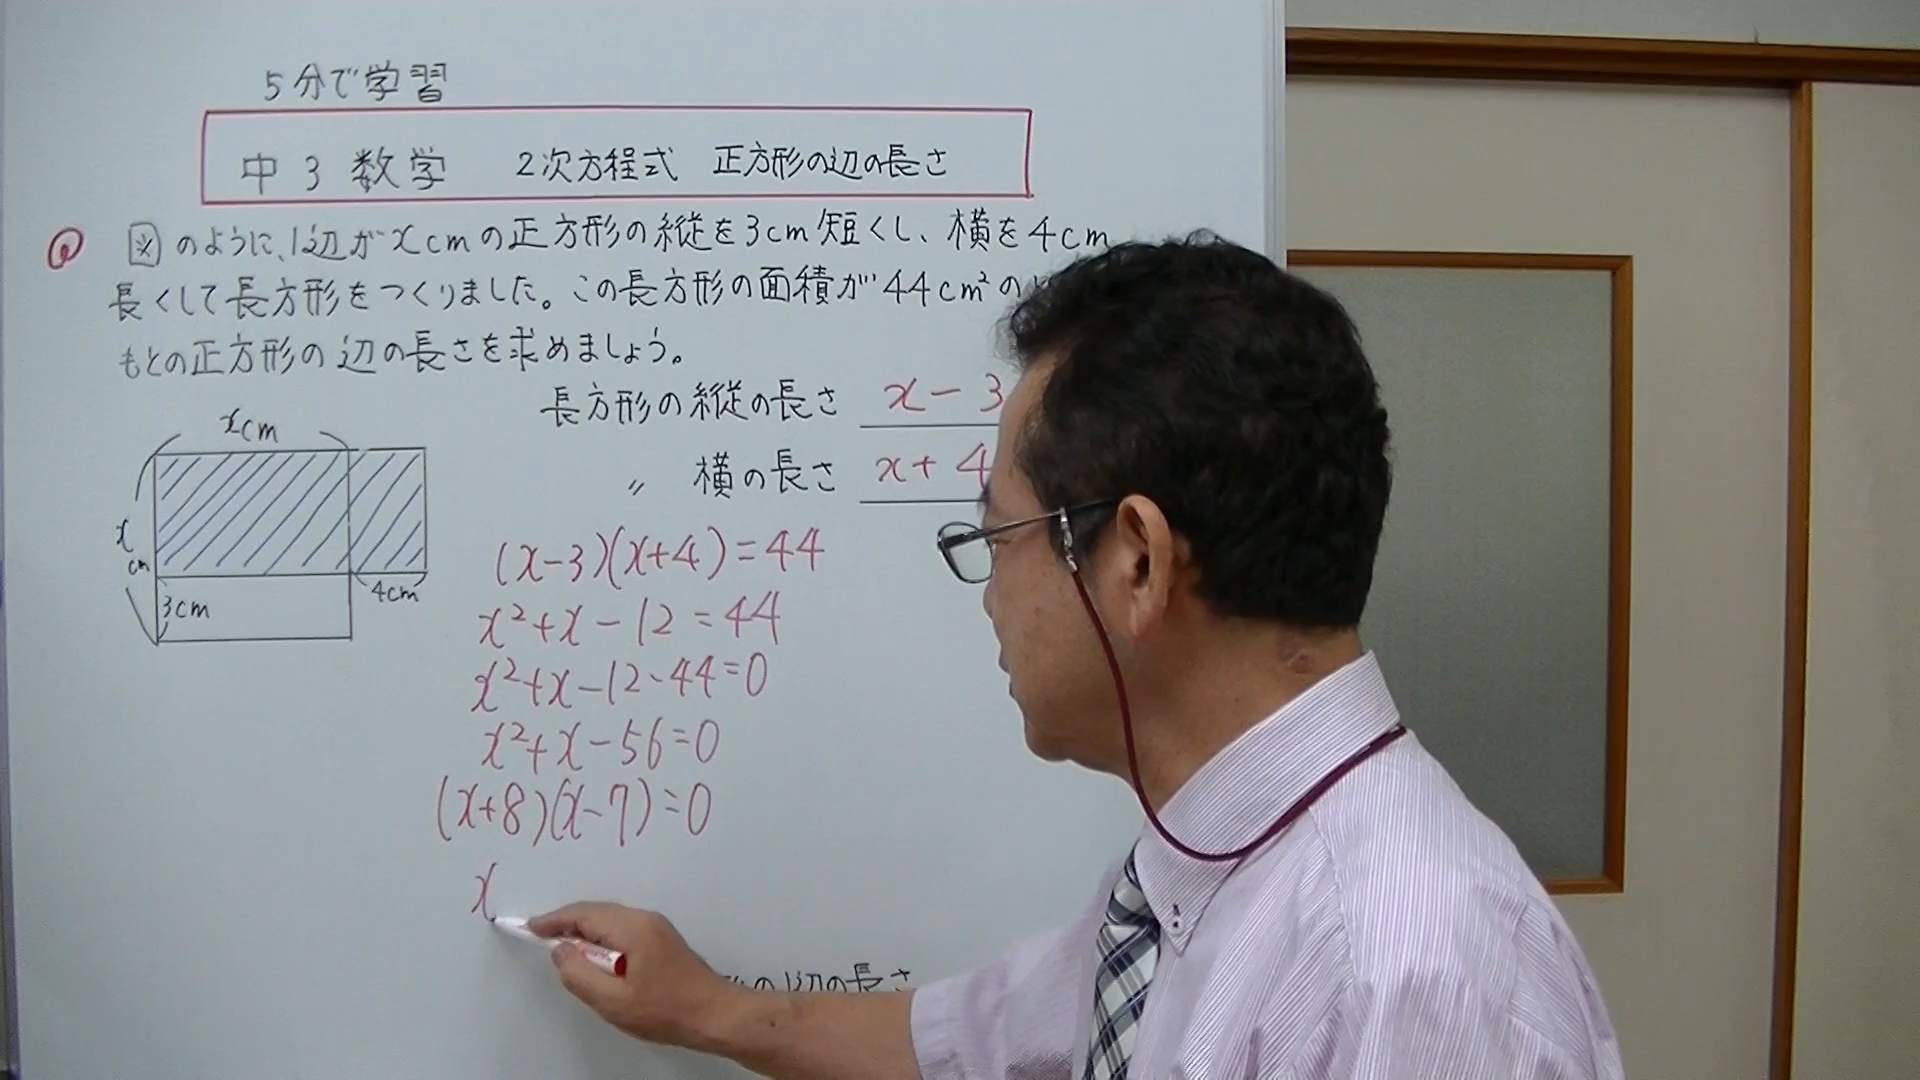 5分で学習
中3 数学 2次方程式 正方形の辺の長さ
Q 図のように、1辺がxcmの正方形の縦を3cm短くし、横を4cm
長くして長方形をつくりました。この長方形の面積が44cm²の
もとの正方形の辺の長さを求めましょう。
長方形の縦の長さ x-3
〃 横の長さ x+4
xcm
x
cm
3cm
4cm
(x-3)(x+4)=44
x²+x-12=44
x²+x-12-44=0
x²+x-56=0
(x+8)(x-7)=0
x
の1辺の長さ